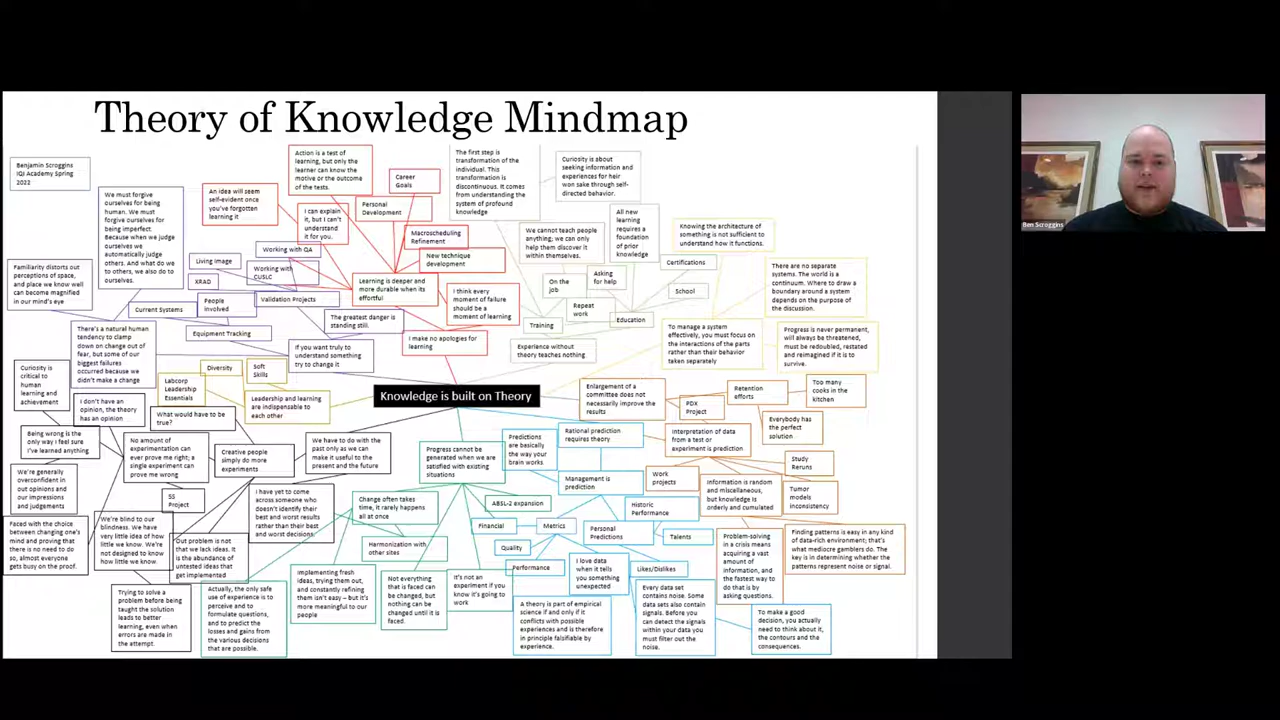 Theory of Knowledge Mindmap
Benjamin Scroggins
IQI Academy Spring
2022
We must forgive
ourselves for being
human. We must
forgive ourselves for
being imperfect.
Because when we judge
ourselves we
automatically judge
others. And what do we
to others, we also do to
ourselves.
An idea will seem
self-evident once
you've forgotten
learning it
Action is a test of
learning, but only the
learner can know the
motive or the outcome
of the tests.
Career
Goals
Personal
Development
I can explain
it, but I can't
understand
it for you.
Macroscheduling
Refinement
New technique
development
The first step is
transformation of the
individual. This
transformation is
discontinuous. It comes
from understanding the
system of profound
knowledge
Curiosity is about
seeking information and
experiences for heir
won sake through self-
directed behavior.
All new
learning
requires a
foundation
of prior
knowledge
We cannot teach people
anything; we can only
help them discover it
within themselves.
Knowing the architecture of
something is not sufficient to
understand how it functions.
Certifications
School
On the
job
Asking
for help
Repeat
work
Training
Education
Experience without
theory teaches nothing
There are no separate
systems. The world is a
continuum. Where to draw a
boundary around a system
depends on the purpose of
the discussion.
To manage a system
effectively, you must focus on
the interactions of the parts
rather than their behavior
taken separately
Progress is never permanent,
will always be threatened,
must be redoubled, restated
and reimagined if it is to
survive.
Familiarity distorts out
perceptions of space,
and place we know well
can become magnified
in our mind's eye
Living Image
Working with QA
Working with
CUSLC
XRAD
People
Involved
Validation Projects
Current Systems
Equipment Tracking
Learning is deeper and
more durable when its
effortful
I think every
moment of failure
should be a
moment of learning
The greatest danger is
standing still.
I make no apologies for
learning
If you want truly to
understand something
try to change it
There's a natural human
tendency to clamp
down on change out of
fear, but some of our
biggest failures
occurred because we
didn't make a change
Curiosity is
critical to
human
learning and
achievement
Labcorp
Leadership
Essentials
Diversity
Soft
Skills
Leadership and learning
are indispensable to
each other
Knowledge is built on Theory
I don't have an
opinion, the theory
has an opinion
What would have to be
true?
Being wrong is the
only way i feel sure
I've learned anything
No amount of
experimentation can
ever prove me right; a
single experiment can
prove me wrong
Creative people
simply do more
experiments
We have to do with the
past only as we can
make it useful to the
present and the future
We're generally
overconfident in
out opinions and
our impressions
and and judgements
5S
Project
I have yet to come
across someone who
doesn't identify their
best and worst results
rather than their best
and worst decisions.
Faced with the choice
between changing one's
mind and proving that
there is no need to do
so, almost everyone
gets busy on the proof.
We're blind to our
blindness. We have
very little idea of how
little we know. We're
not designed to know
how little we know.
Out problem is not
that we lack ideas. It
is the abundance of
untested ideas that
get implemented
Trying to solve a
problem before being
taught the solution
leads to better
learning, even when
errors are made in
the attempt.
Actually, the only safe
use of experience is to
perceive and to
formulate questions,
and to predict the
losses and gains from
the various decisions
that are possible.
Progress cannot be
generated when we are
satisfied with existing
situations
Change often takes
time, it rarely happens
all at once
ABSL-2 expansion
Harmonization with
other sites
Implementing fresh
ideas, trying them out,
and constantly refining
them isn't easy – but it's
more meaningful to our
people
Not everything
that is faced can
be changed, but
nothing can be
changed until it is
faced.
It's not an
experiment if you
know it's going to
work
Predictions
are basically
the way your
brain works.
Rational prediction
requires theory
Management is
prediction
Financial
Metrics
Quality
Performance
Personal
Predictions
Historic
Performance
Talents
Likes/Dislikes
I love data
when it tells
you something
unexpected
A theory is part of empirical
science if and only if it
conflicts with possible
experiences and is therefore
in principle falsifiable by
experience.
Every data set
contains noise. Some
data sets also contain
signals. Before you
can detect the signals
within your data you
must filter out the
noise.
To make a good
decision, you actually
need to think about it,
the contours and the
consequences.
Enlargement of a
committee does not
necessarily improve the
results
PDX
Project
Retention
efforts
Too many
cooks in the
kitchen
Everybody has
the perfect
solution
Interpretation of data
from a test or
experiment is prediction
Work
projects
Information is random
and miscellaneous,
but knowledge is
orderly and cumulated
Study
Reruns
Tumor
models
inconsistency
Problem-solving
in a crisis means
acquiring a vast
amount of
information, and
the fastest way to
do that is by
asking questions.
Finding patterns is easy in any kind
of data-rich environment; that's
what mediocre gamblers do. The
key is in determining whether the
patterns represent noise or signal.
Ben Scroggins